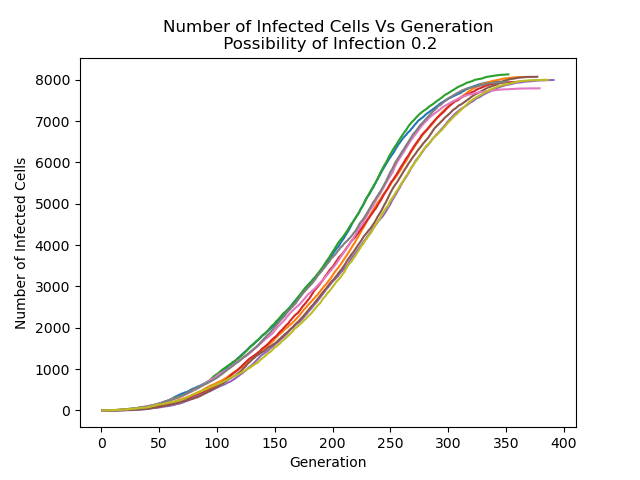 Number of Infected Cells Vs Generation
Possibility of Infection 0.2
Number of Infected Cells
8000
7000
6000
5000
4000
3000
2000
1000
0
0 50 100 150 200 250 300 350 400
Generation